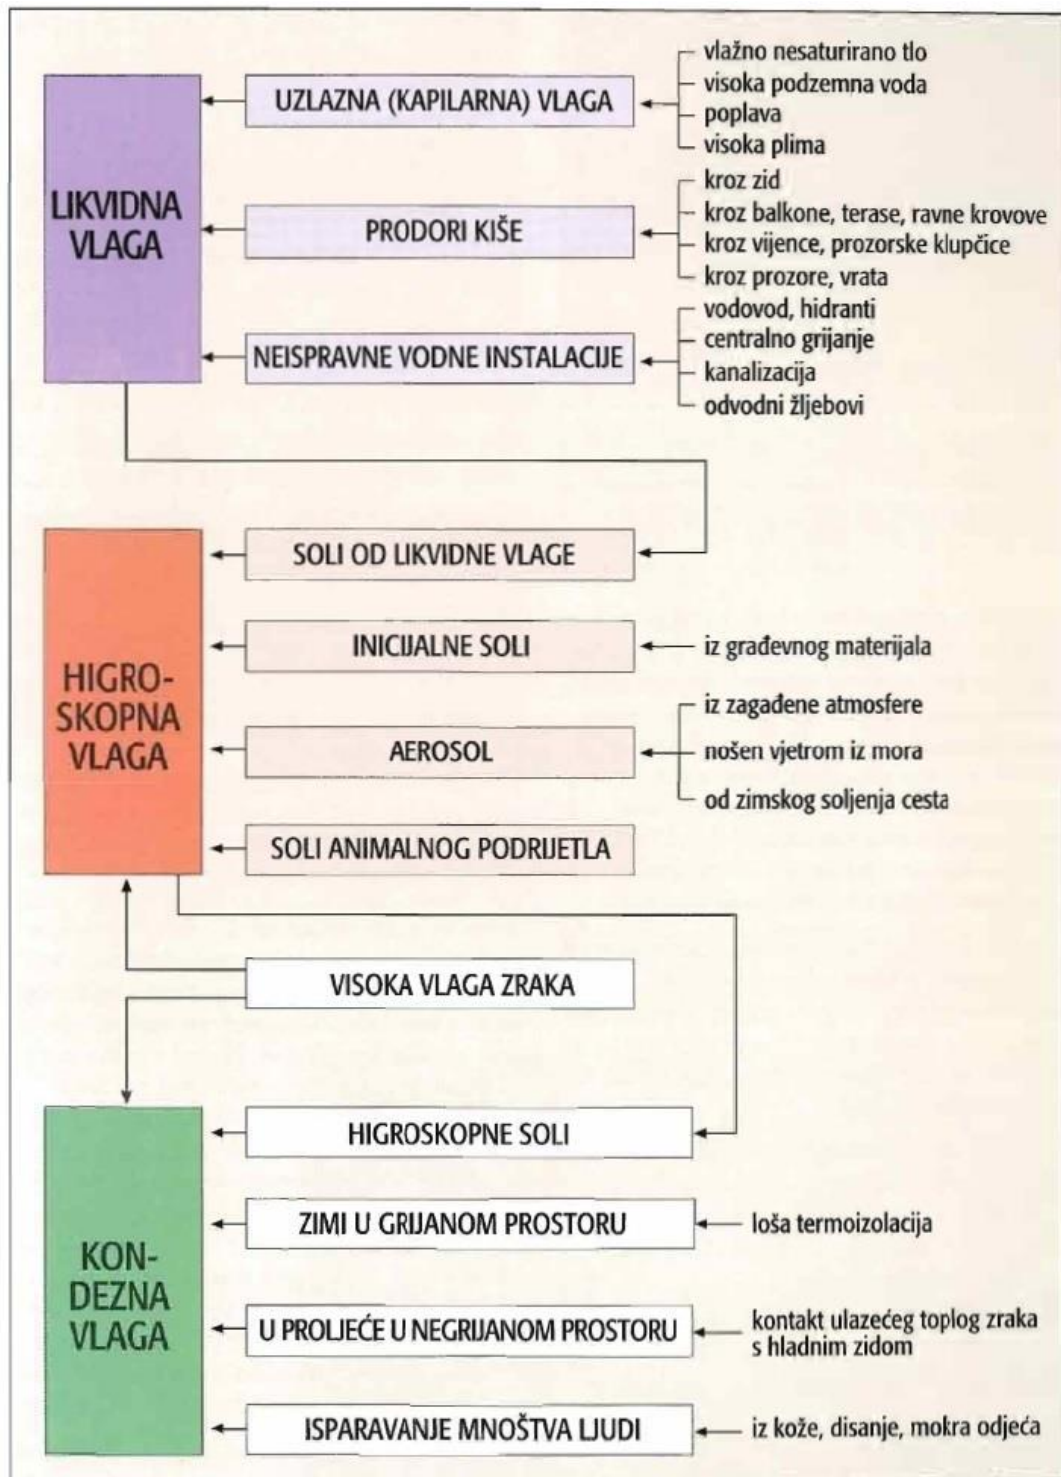 LIKVIDNA
VLAGA
UZLAZNA (KAPILARNA) VLAGA
vlažno nesaturirano tlo
visoka podzemna voda
poplava
visoka plima
PRODORI KIŠE
kroz zid
kroz balkone, terase, ravne krovove
kroz vijence, prozorske klupčice
kroz prozore, vrata
NEISPRAVNE VODNE INSTALACIJE
vodovod, hidranti
centralno grijanje
kanalizacija
odvodni žljebovi
HIGRO-
SKOPNA
VLAGA
SOLI OD LIKVIDNE VLAGE
INICIJALNE SOLI
iz građevnog materijala
AEROSOL
iz zagađene atmosfere
nošen vjetrom iz mora
od zimskog soljenja cesta
SOLI ANIMALNOG PODRIJETLA
VISOKA VLAGA ZRAKA
KON-
DEZNA
VLAGA
HIGROSKOPNE SOLI
ZIMI U GRIJANOM PROSTORU
loša termoizolacija
U PROLJEĆE U NEGRIJANOM PROSTORU
kontakt ulazećeg toplog zraka
s hladnim zidom
ISPARAVANJE MNOŠTVA LJUDI
iz kože, disanje, mokra odjeća